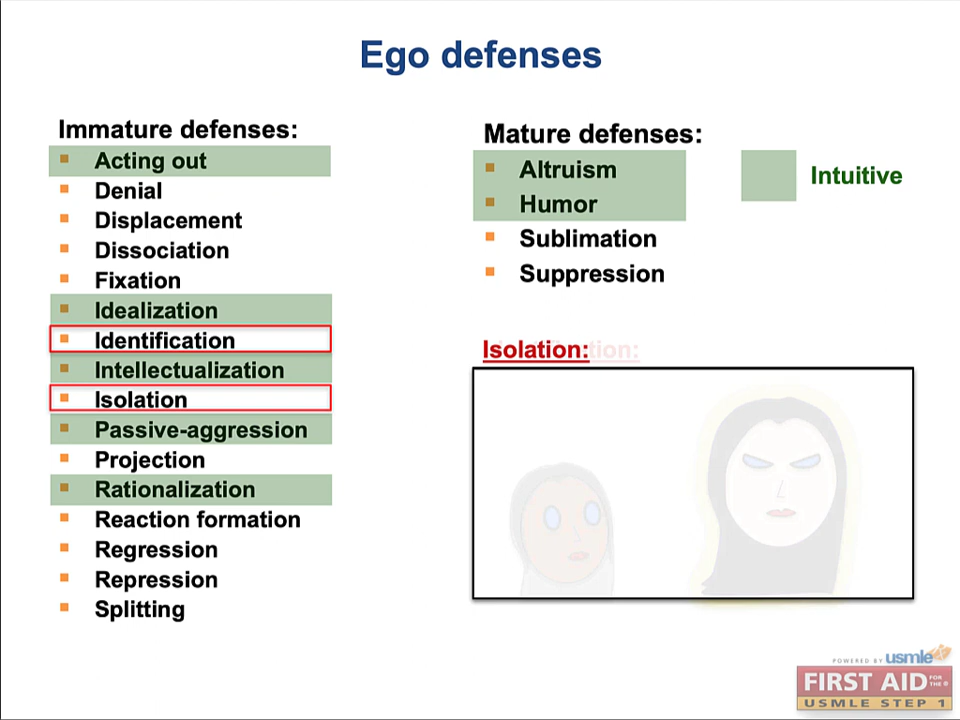 Ego defenses
Immature defenses:
Acting out
Denial
Displacement
Dissociation
Fixation
Idealization
Identification
Intellectualization
Isolation
Passive-aggression
Projection
Rationalization
Reaction formation
Regression
Repression
Splitting
Mature defenses:
Altruism
Humor
Sublimation
Suppression
Intuitive
Isolation:
POWERED BY usmle
FIRST AID FOR THE ®
USMLE STEP 1